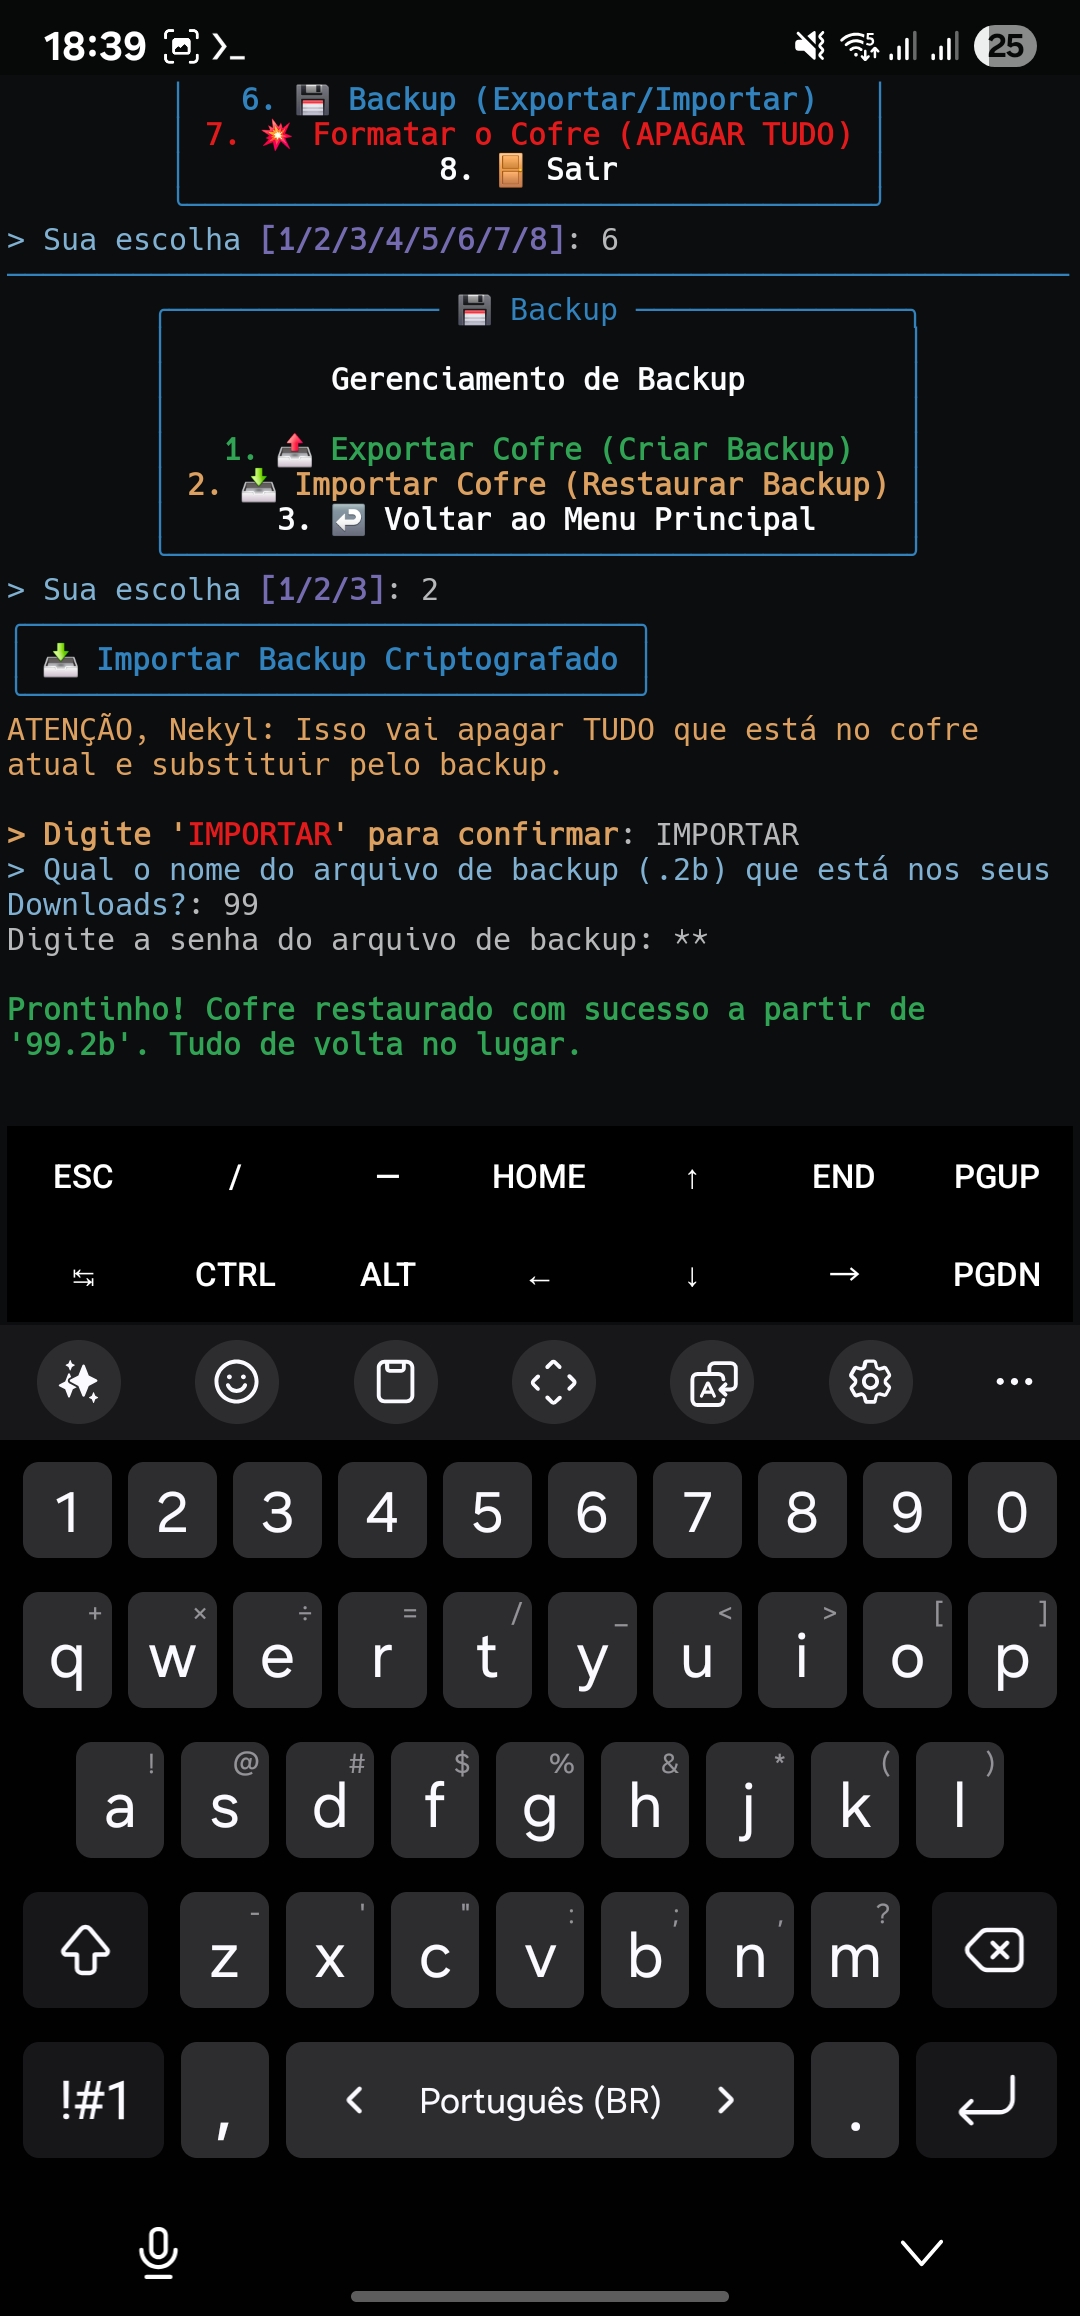 18:39 25
6. 💾 Backup (Exportar/Importar)
7. 💥 Formatar o Cofre (APAGAR TUDO)
8. 🚪 Sair
> Sua escolha [1/2/3/4/5/6/7/8]: 6
💾 Backup
Gerenciamento de Backup
1. 📤 Exportar Cofre (Criar Backup)
2. 📥 Importar Cofre (Restaurar Backup)
3. ↩️ Voltar ao Menu Principal
> Sua escolha [1/2/3]: 2
📥 Importar Backup Criptografado
ATENÇÃO, Nekyl: Isso vai apagar TUDO que está no cofre
atual e substituir pelo backup.
> Digite 'IMPORTAR' para confirmar: IMPORTAR
> Qual o nome do arquivo de backup (.2b) que está nos seus
Downloads?: 99
Digite a senha do arquivo de backup: **
Prontinho! Cofre restaurado com sucesso a partir de
'99.2b'. Tudo de volta no lugar.
ESC / — HOME ↑ END PGUP
↹ CTRL ALT ← ↓ → PGDN
1 2 3 4 5 6 7 8 9 0
+ × ÷ = / _ < > [ ]
q w e r t y u i o p
! @ # $ % & * ( )
a s d f g h j k l
- ' " : ; , ?
z x c v b n m
!#1 , < Português (BR) > .